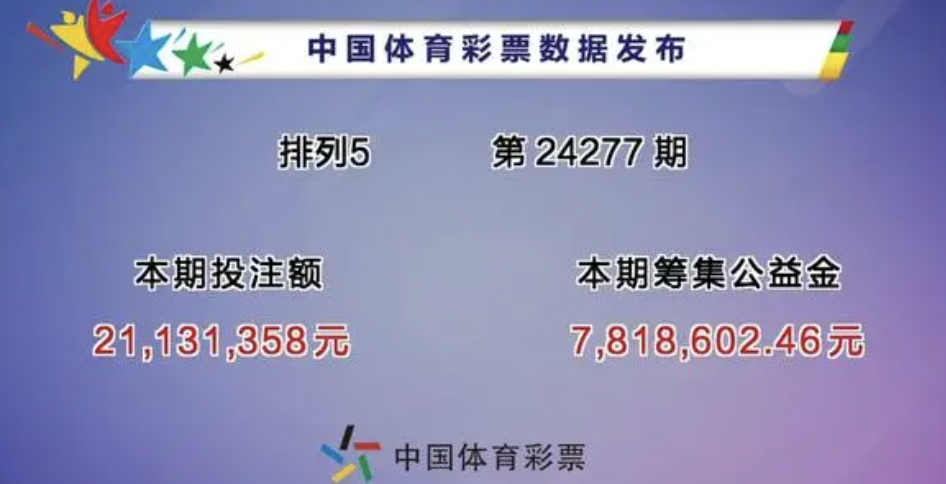 中国体育彩票数据发布
排列5 第 24277 期
本期投注额 本期筹集公益金
21,131,358元 7,818,602.46元
中国体育彩票